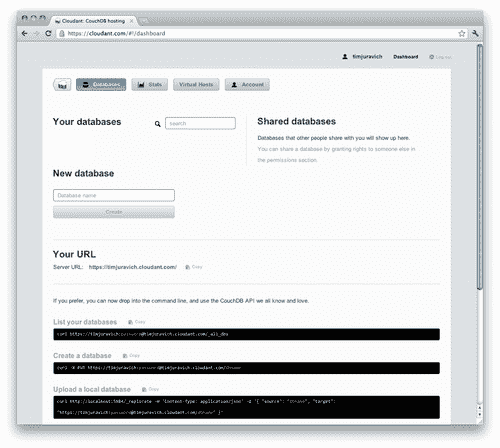 Cloudant: CouchDB hosting
https://cloudant.com/#!/dashboard
timjuravich Dashboard Log out
Databases Stats Virtual Hosts Account
Your databases
search
Shared databases
Databases that other people share with you will show up here.
You can share a database by granting rights to someone else in
the permissions section.
New database
Database name
Create
Your URL
Server URL: https://timjuravich.cloudant.com/ Copy
If you prefer, you can now drop into the command line, and use the CouchDB API we all know and love.
List your databases Copy
curl https://timjuravich:password@timjuravich.cloudant.com/_all_dbs
Create a database Copy
curl -X PUT https://timjuravich:password@timjuravich.cloudant.com/
Upload a local database Copy
curl http://localhost:5984/_replicate -H 'Content-Type: application/json' -d '{ "source": "target":
"https://timjuravich:password@timjuravich.cloudant.com/